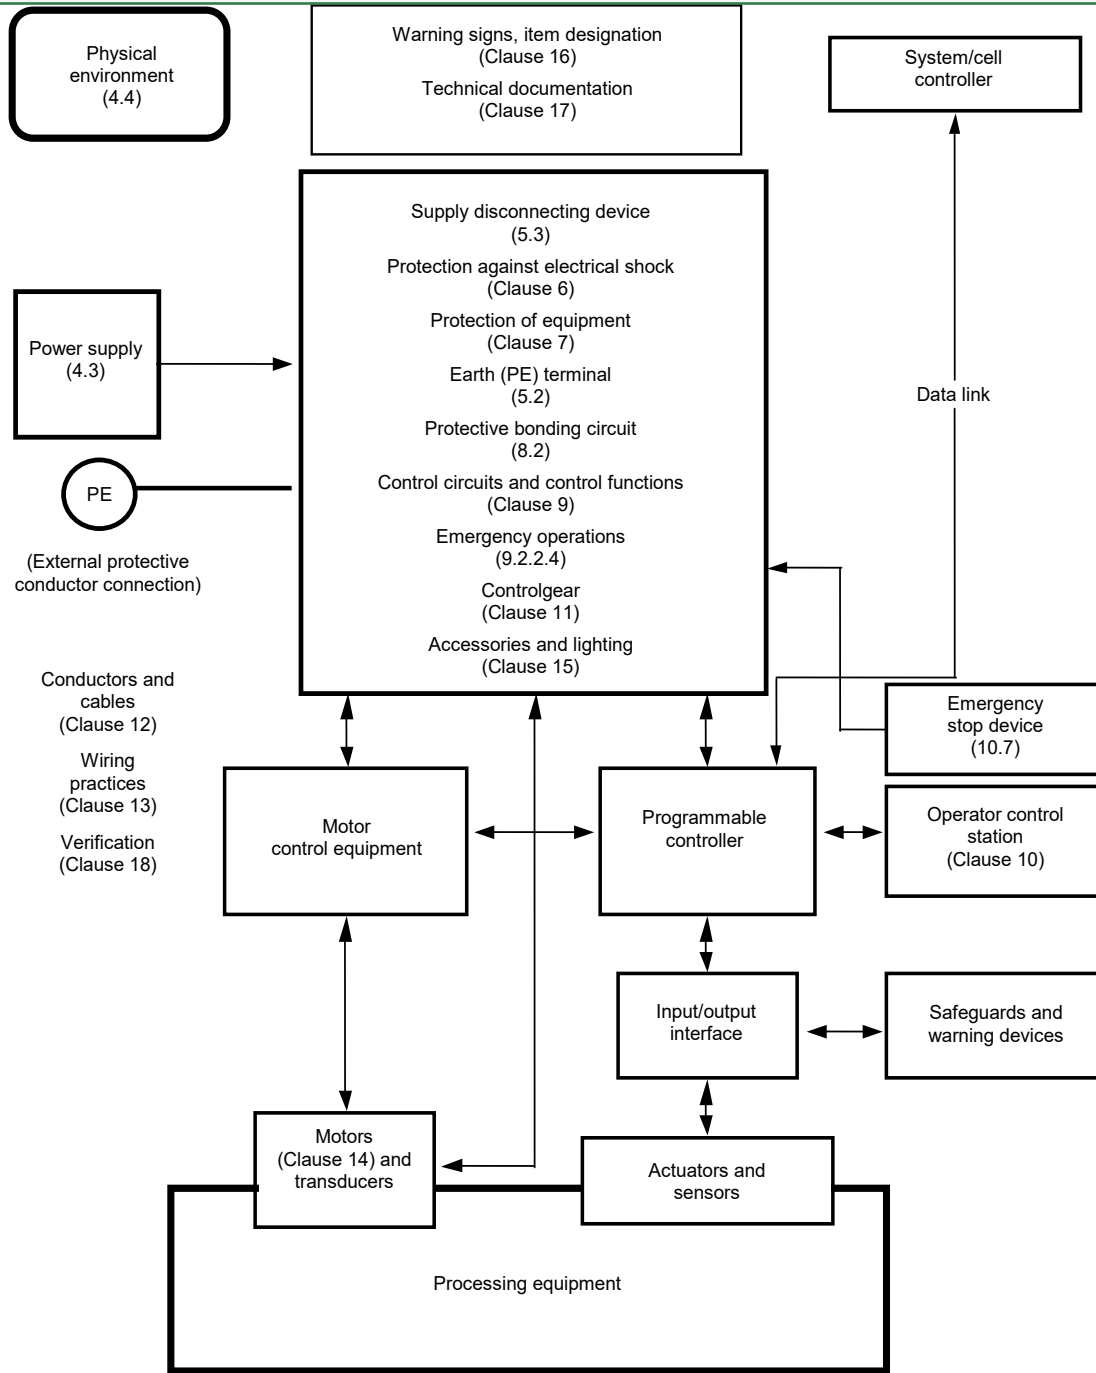 Physical
environment
(4.4)
Warning signs, item designation
(Clause 16)
Technical documentation
(Clause 17)
System/cell
controller
Supply disconnecting device
(5.3)
Protection against electrical shock
(Clause 6)
Protection of equipment
(Clause 7)
Earth (PE) terminal
(5.2)
Protective bonding circuit
(8.2)
Control circuits and control functions
(Clause 9)
Emergency operations
(9.2.2.4)
Controlgear
(Clause 11)
Accessories and lighting
(Clause 15)
Power supply
(4.3)
PE
(External protective
conductor connection)
Data link
Conductors and
cables
(Clause 12)
Wiring
practices
(Clause 13)
Verification
(Clause 18)
Emergency
stop device
(10.7)
Motor
control equipment
Programmable
controller
Operator control
station
(Clause 10)
Input/output
interface
Safeguards and
warning devices
Motors
(Clause 14) and
transducers
Actuators and
sensors
Processing equipment